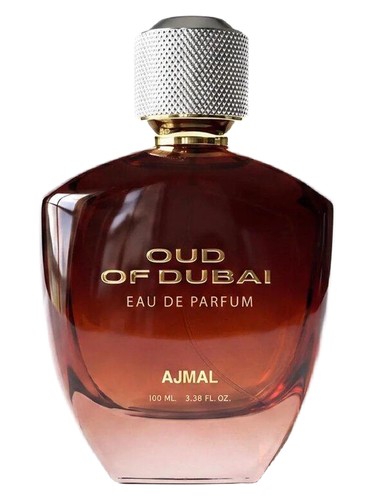 OUD
OF DUBAI
EAU DE PARFUM
AJMAL
100 ML. 3.38 FL. OZ.